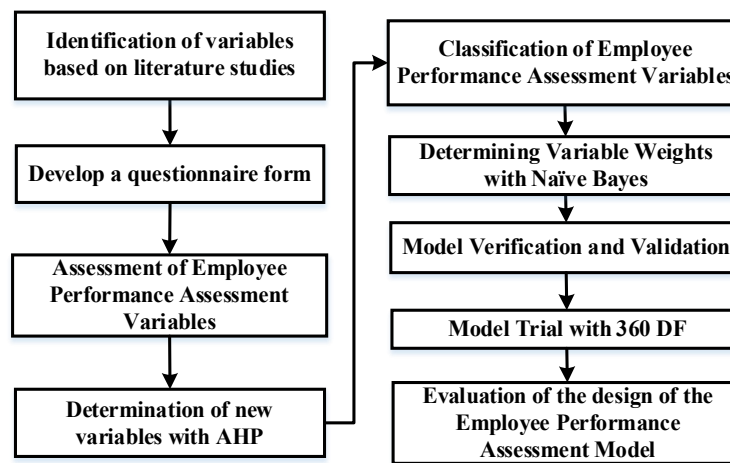 Identification of variables
based on literature studies
Develop a questionnaire form
Assessment of Employee
Performance Assessment
Variables
Determination of new
variables with AHP
Classification of Employee
Performance Assessment Variables
Determining Variable Weights
with Naïve Bayes
Model Verification and Validation
Model Trial with 360 DF
Evaluation of the design of the
Employee Performance
Assessment Model